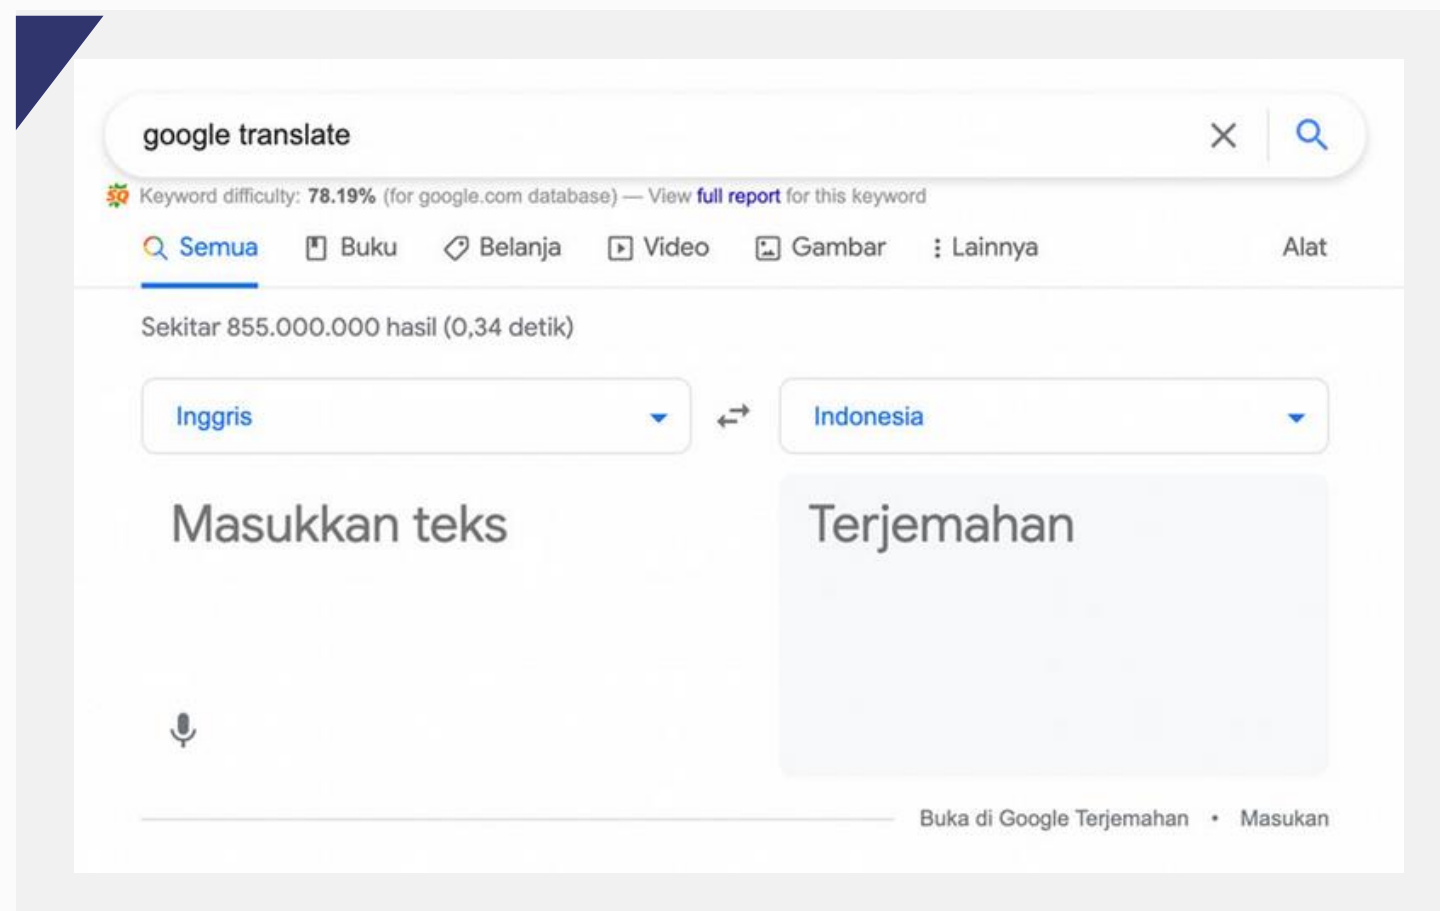 google translate
SQ Keyword difficulty: 78.19% (for google.com database) — View full report for this keyword
Semua Buku Belanja Video Gambar Lainnya Alat
Sekitar 855.000.000 hasil (0,34 detik)
Inggris Indonesia
Masukkan teks Terjemahan
Buka di Google Terjemahan • Masukan